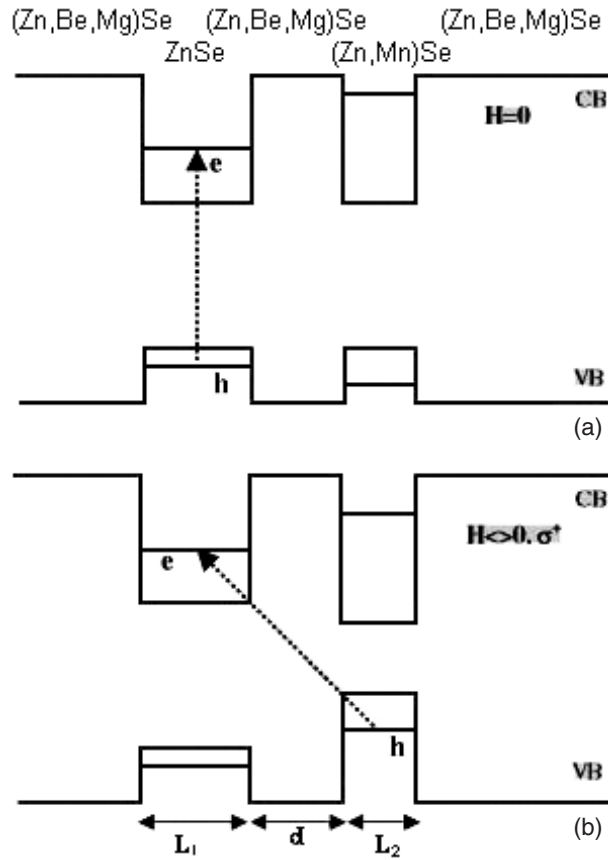 (Zn,Be,Mg)Se (Zn,Be,Mg)Se (Zn,Be,Mg)Se
ZnSe (Zn,Mn)Se
CB
H=0
e
h
VB
(a)
CB
H<>0, σ⁺
e
h
VB
(b)
L₁ d L₂